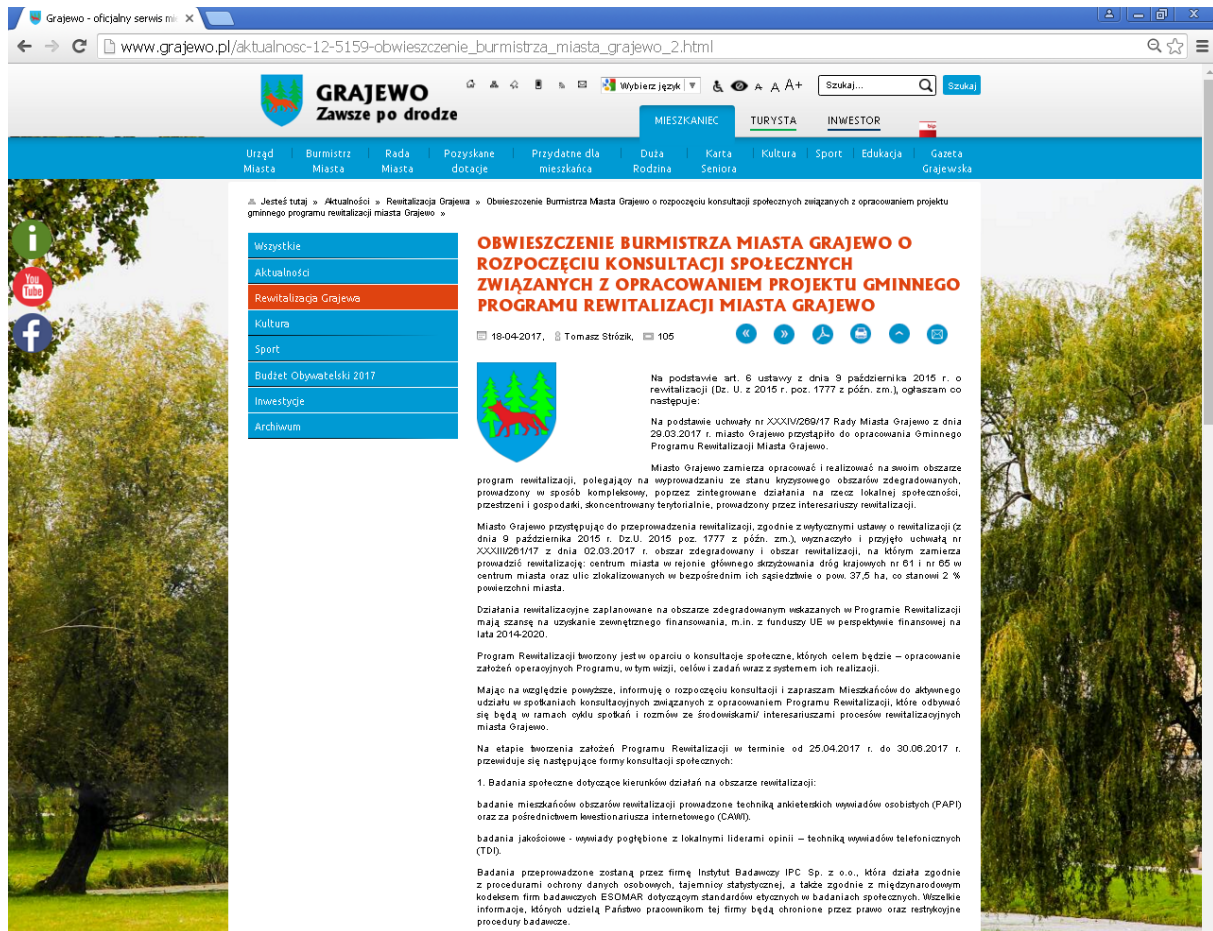 Grajewo - oficjalny serwis mie
www.grajewo.pl/aktualnosc-12-5159-obwieszczenie_burmistrza_miasta_grajewo_2.html
GRAJEWO
Zawsze po drodze
Wybierz język
A A A+
Szukaj...
Szukaj
MIESZKANIEC TURYSTA INWESTOR
bip
Urząd Miasta
Burmistrz Miasta
Rada Miasta
Pozyskane dotacje
Przydatne dla mieszkańca
Duża Rodzina
Karta Seniora
Kultura
Sport
Edukacja
Gazeta Grajewska
Jesteś tutaj » Aktualności » Rewitalizacja Grajewa » Obwieszczenie Burmistrza Miasta Grajewo o rozpoczęciu konsultacji społecznych związanych z opracowaniem projektu
gminnego programu rewitalizacji miasta Grajewo »
i
You
Tube
f
Wszystkie
Aktualności
Rewitalizacja Grajewa
Kultura
Sport
Budżet Obywatelski 2017
Inwestycje
Archiwum
OBWIESZCZENIE BURMISTRZA MIASTA GRAJEWO O
ROZPOCZĘCIU KONSULTACJI SPOŁECZNYCH
ZWIĄZANYCH Z OPRACOWANIEM PROJEKTU GMINNEGO
PROGRAMU REWITALIZACJI MIASTA GRAJEWO
18-04-2017, Tomasz Strózik, 105
Na podstawie art. 6 ustawy z dnia 9 października 2015 r. o
rewitalizacji (Dz. U. z 2015 r. poz. 1777 z późn. zm.), ogłaszam co
następuje:
Na podstawie uchwały nr XXXIV/269/17 Rady Miasta Grajewo z dnia
29.03.2017 r. miasto Grajewo przystąpiło do opracowania Gminnego
Programu Rewitalizacji Miasta Grajewo.
Miasto Grajewo zamierza opracować i realizować na swoim obszarze
program rewitalizacji, polegający na wyprowadzaniu ze stanu kryzysowego obszarów zdegradowanych,
prowadzony w sposób kompleksowy, poprzez zintegrowane działania na rzecz lokalnej społeczności,
przestrzeni i gospodarki, skoncentrowany terytorialnie, prowadzony przez interesariuszy rewitalizacji.
Miasto Grajewo przystępując do przeprowadzenia rewitalizacji, zgodnie z wytycznymi ustawy o rewitalizacji (z
dnia 9 października 2015 r. Dz.U. 2015 poz. 1777 z późn. zm.), wyznaczyło i przyjęło uchwałą nr
XXXIII/261/17 z dnia 02.03.2017 r. obszar zdegradowany i obszar rewitalizacji, na którym zamierza
prowadzić rewitalizację: centrum miasta w rejonie głównego skrzyżowania dróg krajowych nr 61 i nr 65 w
centrum miasta oraz ulic zlokalizowanych w bezpośrednim ich sąsiedztwie o pow. 37,5 ha, co stanowi 2 %
powierzchni miasta.
Działania rewitalizacyjne zaplanowane na obszarze zdegradowanym wskazanych w Programie Rewitalizacji
mają szansę na uzyskanie zewnętrznego finansowania, m.in. z funduszy UE w perspektywie finansowej na
lata 2014-2020.
Program Rewitalizacji tworzony jest w oparciu o konsultacje społeczne, których celem będzie – opracowanie
założeń operacyjnych Programu, w tym wizji, celów i zadań wraz z systemem ich realizacji.
Mając na względzie powyższe, informuję o rozpoczęciu konsultacji i zapraszam Mieszkańców do aktywnego
udziału w spotkaniach konsultacyjnych związanych z opracowaniem Programu Rewitalizacji, które odbywać
się będą w ramach cyklu spotkań i rozmów ze środowiskami/ interesariuszami procesów rewitalizacyjnych
miasta Grajewo.
Na etapie tworzenia założeń Programu Rewitalizacji w terminie od 25.04.2017 r. do 30.06.2017 r.
przewiduje się następujące formy konsultacji społecznych:
1. Badania społeczne dotyczące kierunków działań na obszarze rewitalizacji:
badanie mieszkańców obszarów rewitalizacji prowadzone techniką ankieterskich wywiadów osobistych (PAPI)
oraz za pośrednictwem kwestionariusza internetowego (CAWI).
badania jakościowe - wywiady pogłębione z lokalnymi liderami opinii – techniką wywiadów telefonicznych
(TDI).
Badania przeprowadzone zostaną przez firmę Instytut Badawczy IPC Sp. z o.o., która działa zgodnie
z procedurami ochrony danych osobowych, tajemnicy statystycznej, a także zgodnie z międzynarodowym
kodeksem firm badawczych ESOMAR dotyczącym standardów etycznych w badaniach społecznych. Wszelkie
informacje, których udzielą Państwo pracownikom tej firmy będą chronione przez prawo oraz restrykcyjne
procedury badawcze.